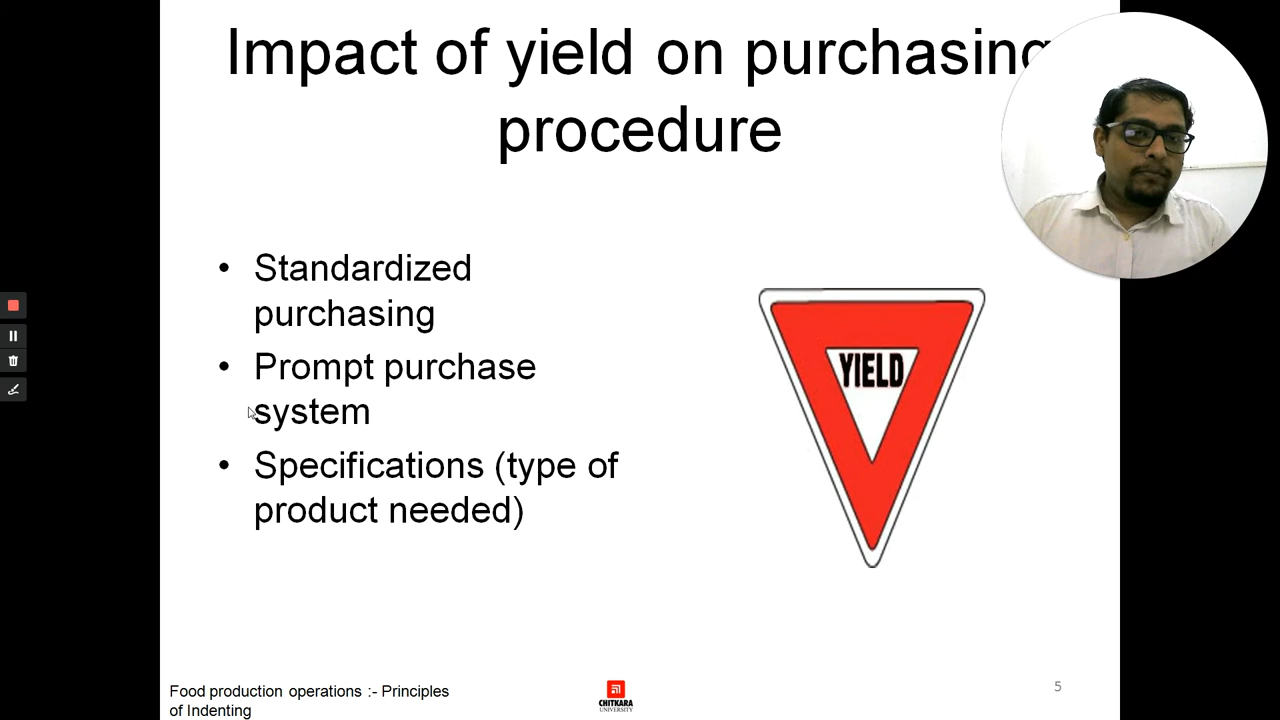 Impact of yield on purchasing
procedure
• Standardized
purchasing
• Prompt purchase
system
• Specifications (type of
product needed)
YIELD
Food production operations :- Principles
of Indenting
CHITKARA
UNIVERSITY
5